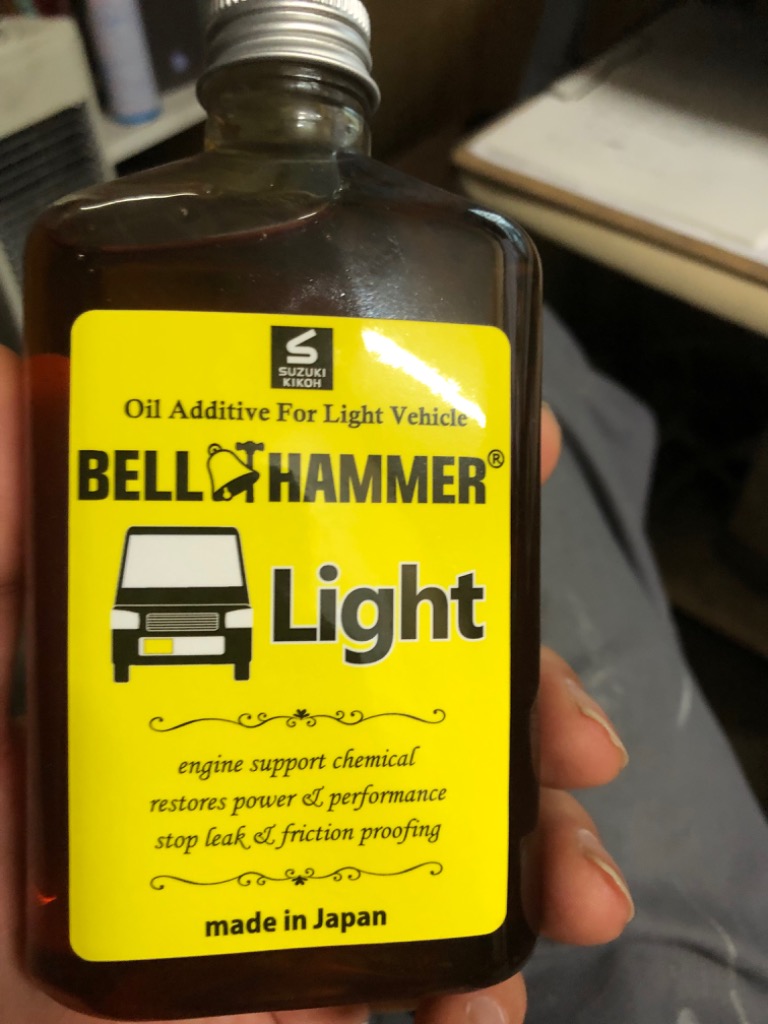 SUZUKI
KIKOH
Oil Additive For Light Vehicle
BELL HAMMER®
Light
engine support chemical
restores power & performance
stop leak & friction proofing
made in Japan